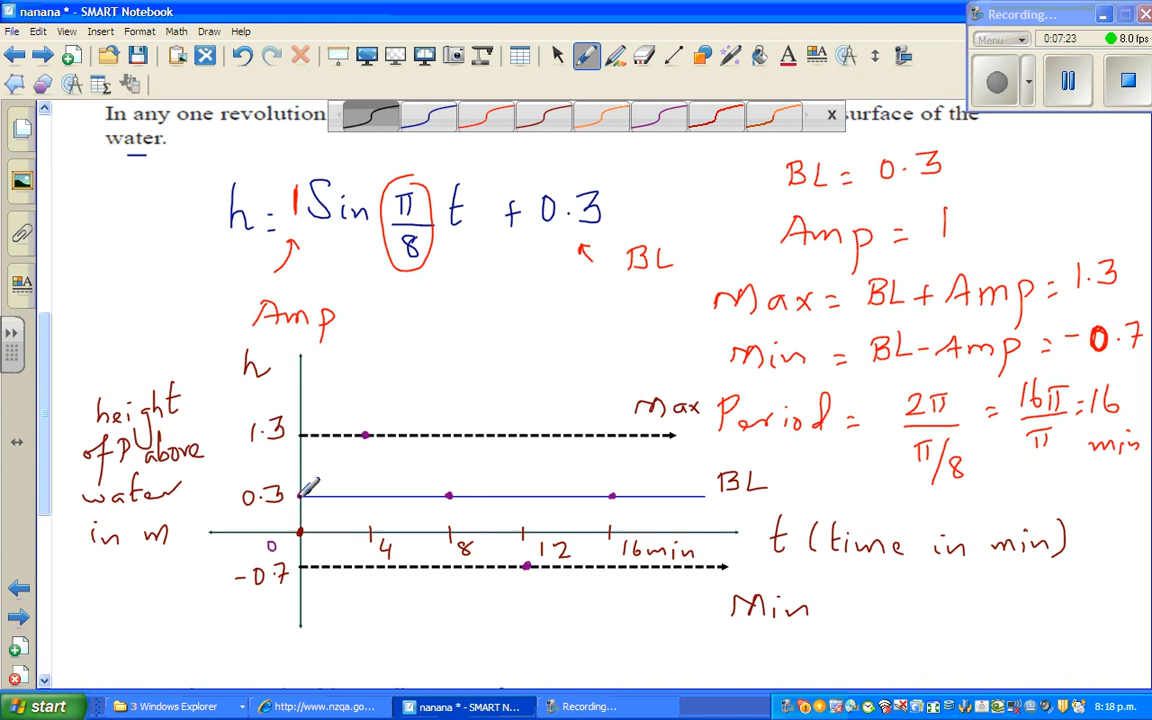 nanana * - SMART Notebook
Recording...
File Edit View Insert Format Math Draw Help
Menu 0:07:23 8.0 fps
In any one revolution
surface of the
water.
x
h = 1 Sin π/8 t + 0.3
BL
Amp
BL = 0.3
Amp = 1
Max = BL + Amp = 1.3
Min = BL - Amp = -0.7
Period = 2π / π/8 = 16π/π = 16 min
h
height of P above water in m
1.3
Max
0.3
BL
0
4 8 12 16min
t (time in min)
-0.7
Min
start
3 Windows Explorer
http://www.nzqa.go...
nanana * - SMART N...
Recording...
8:18 p.m.